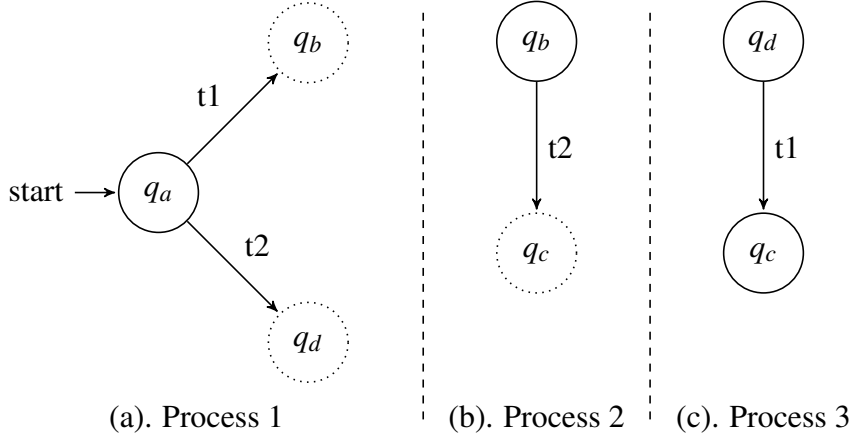 q_b
t1
start
q_a
t2
q_d
(a). Process 1
q_b
t2
q_c
(b). Process 2
q_d
t1
q_c
(c). Process 3